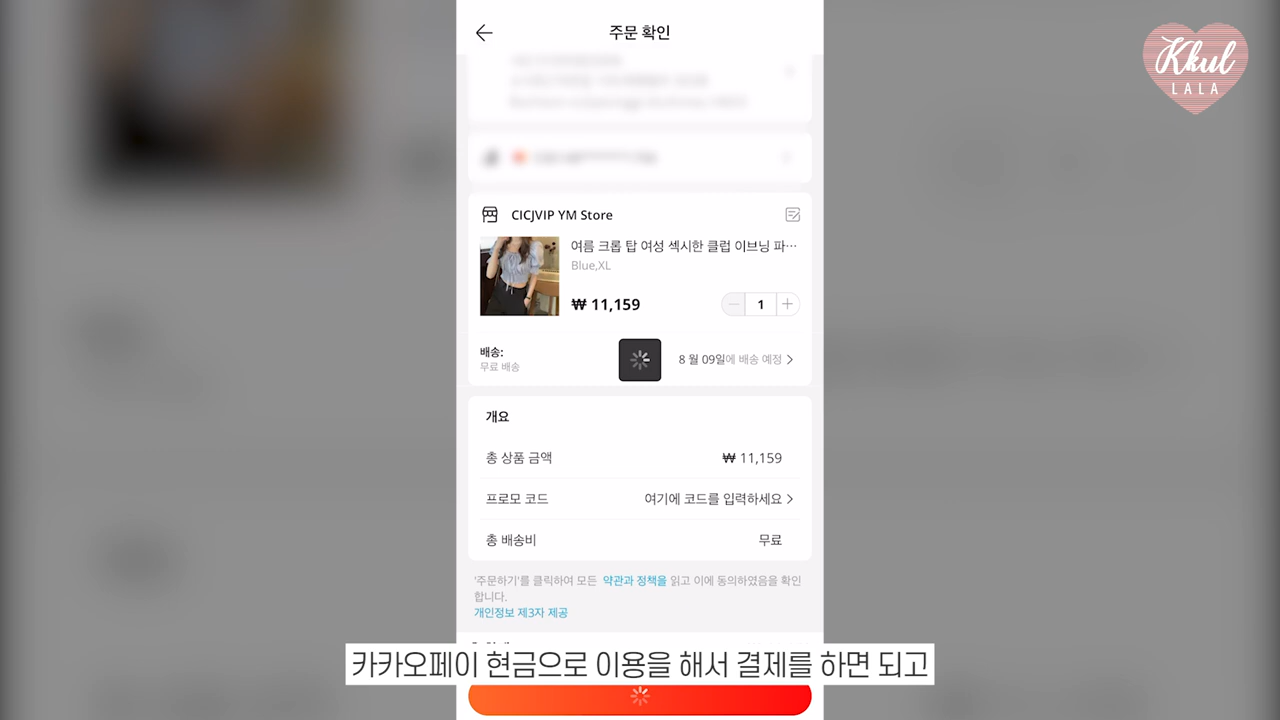 주문 확인
Kkul
LALA
CICJVIP YM Store
여름 크롭 탑 여성 섹시한 클럽 이브닝 파…
Blue,XL
₩ 11,159
1
배송:
무료 배송
8 월 09일에 배송 예정
개요
총 상품 금액
₩ 11,159
프로모 코드
여기에 코드를 입력하세요
총 배송비
무료
'주문하기'를 클릭하여 모든 약관과 정책을 읽고 이에 동의하였음을 확인
합니다.
개인정보 제3자 제공
카카오페이 현금으로 이용을 해서 결제를 하면 되고